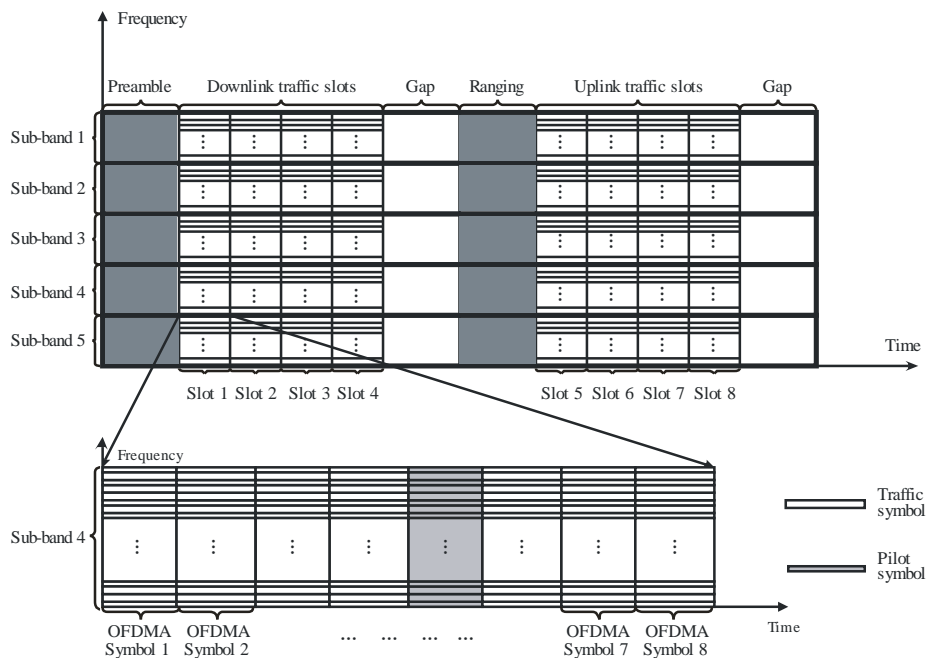 Frequency
Preamble
Downlink traffic slots
Gap
Ranging
Uplink traffic slots
Gap
Sub-band 1
Sub-band 2
Sub-band 3
Sub-band 4
Sub-band 5
Time
Slot 1 Slot 2 Slot 3 Slot 4
Slot 5 Slot 6 Slot 7 Slot 8
Frequency
Sub-band 4
Traffic
symbol
Pilot
symbol
Time
OFDMA
Symbol 1
OFDMA
Symbol 2
... ... ... ...
OFDMA
Symbol 7
OFDMA
Symbol 8